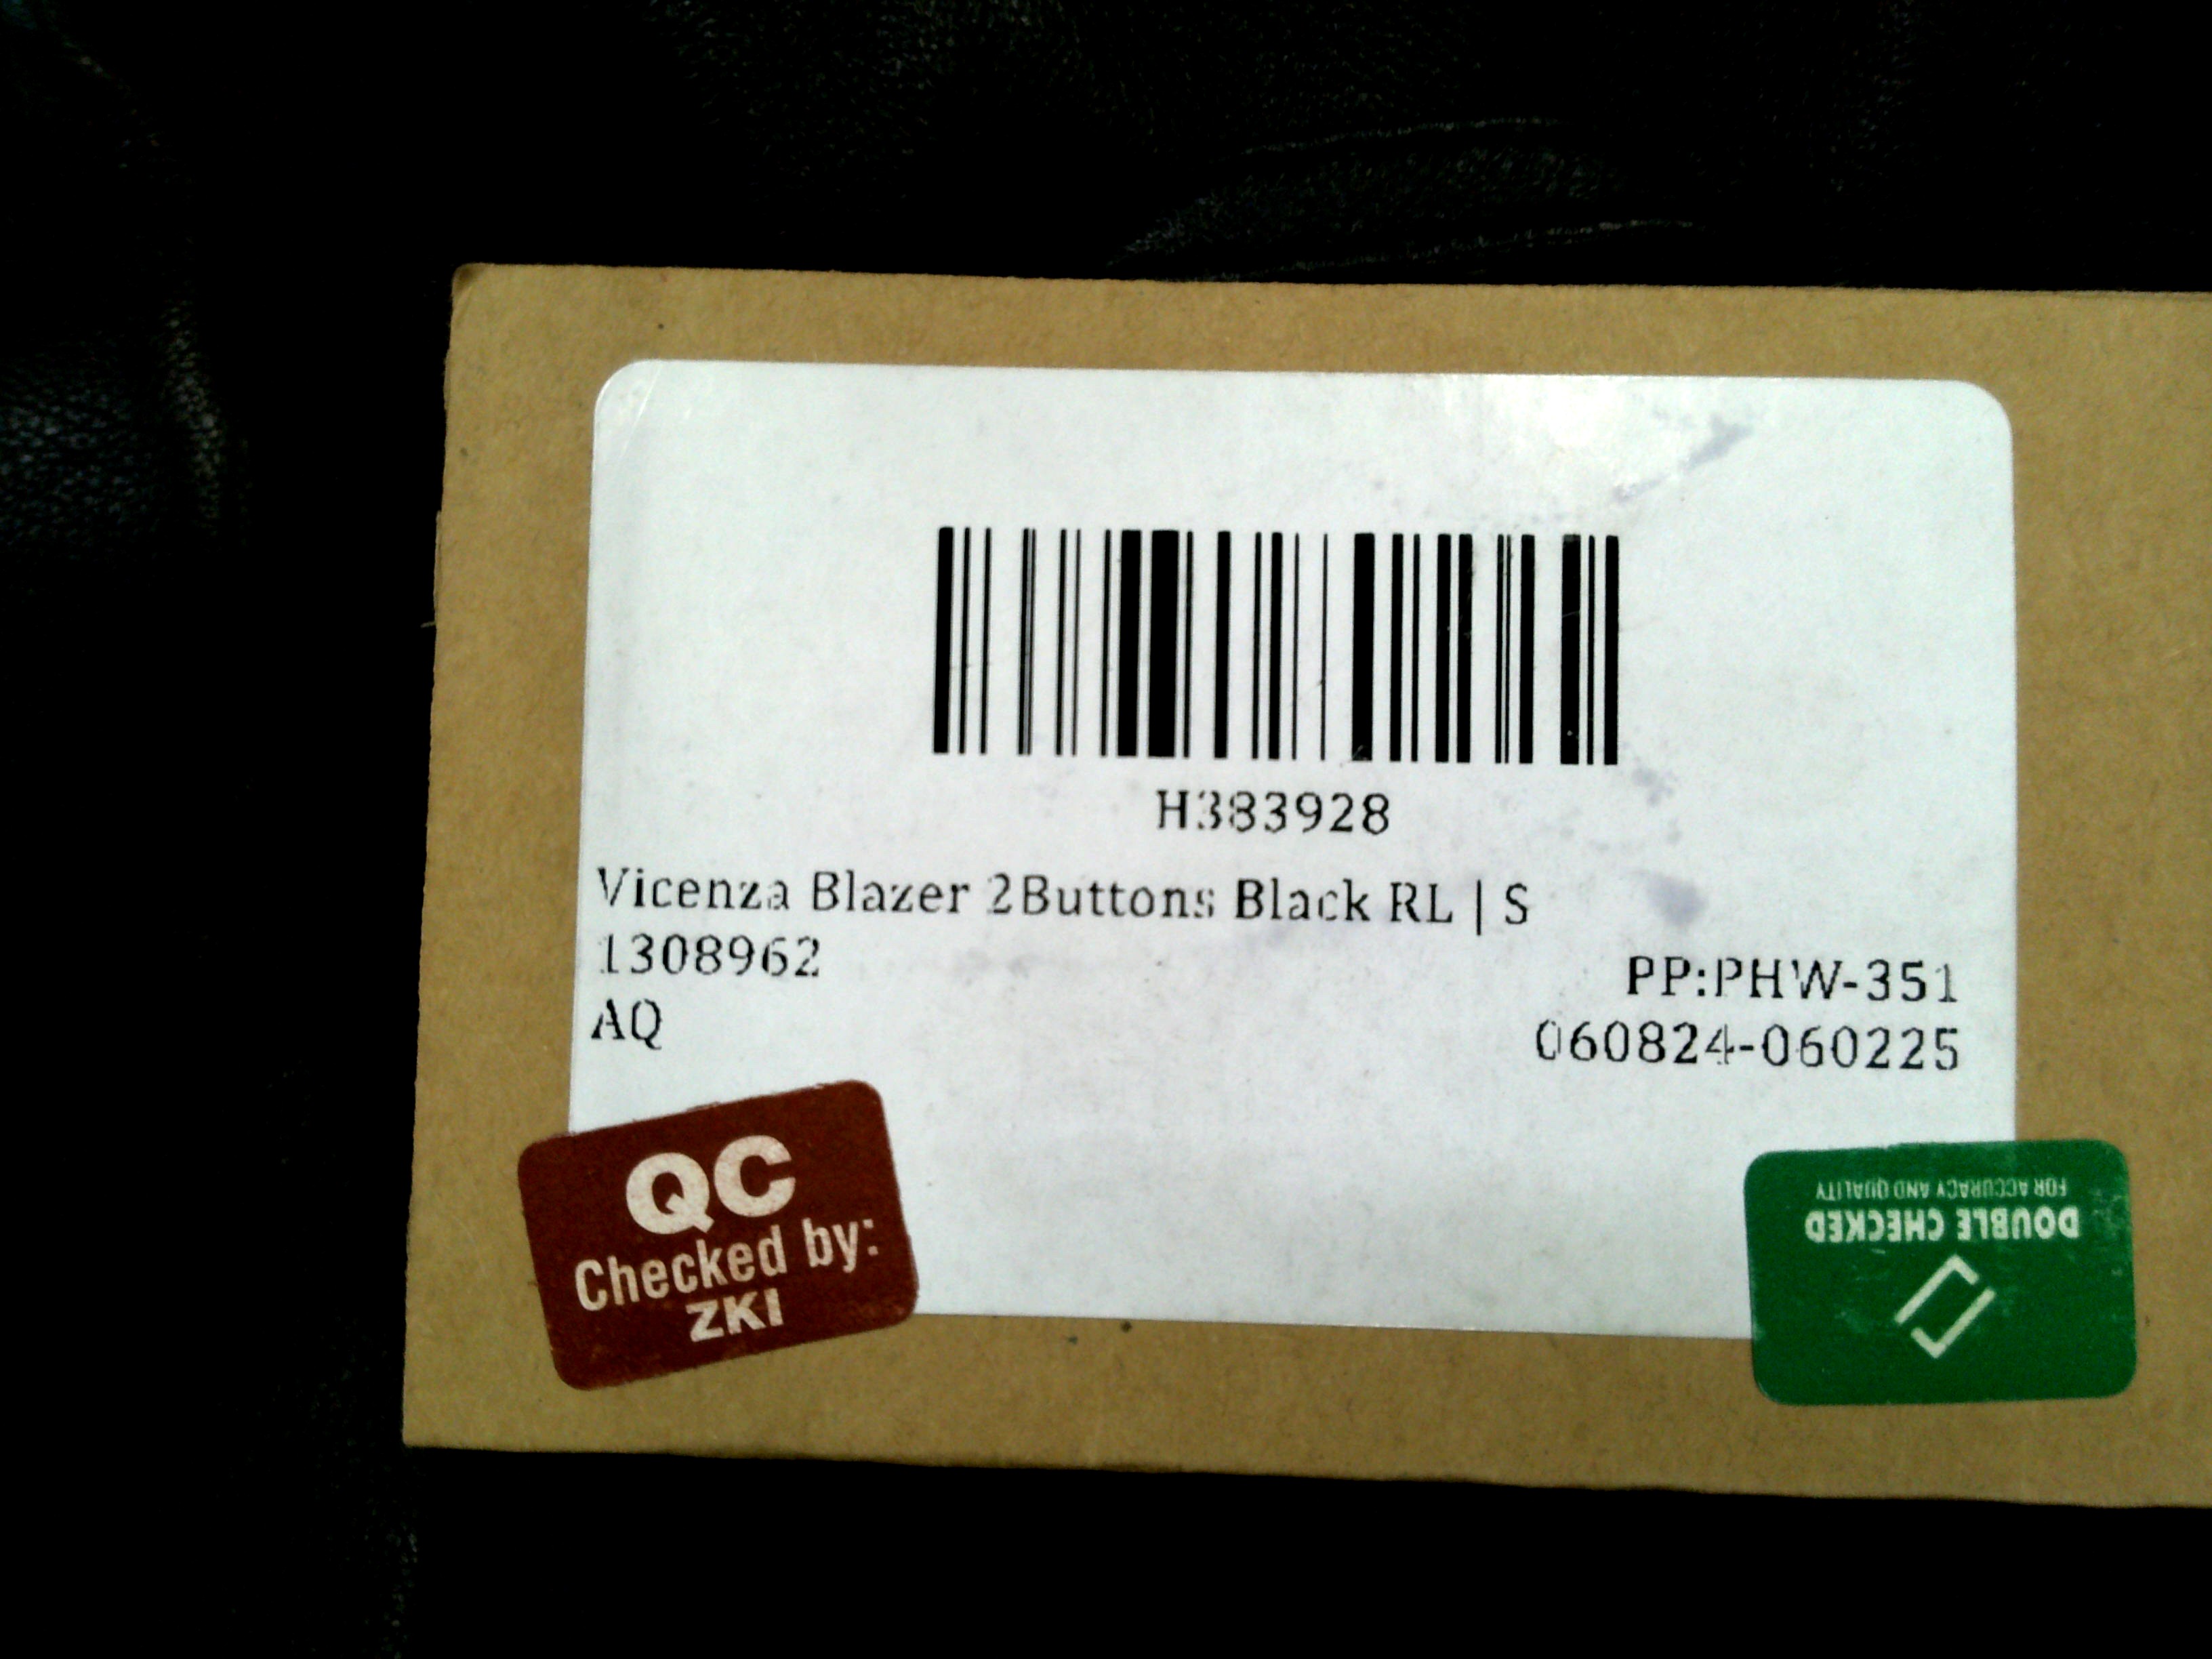 H383928
Vicenza Blazer 2Buttons Black RL | S
1308962
PP:PHW-351
AQ
060824-060225
QC
Checked by:
ZKI
DOUBLE CHECKED
FOR ACCURACY AND QUALITY